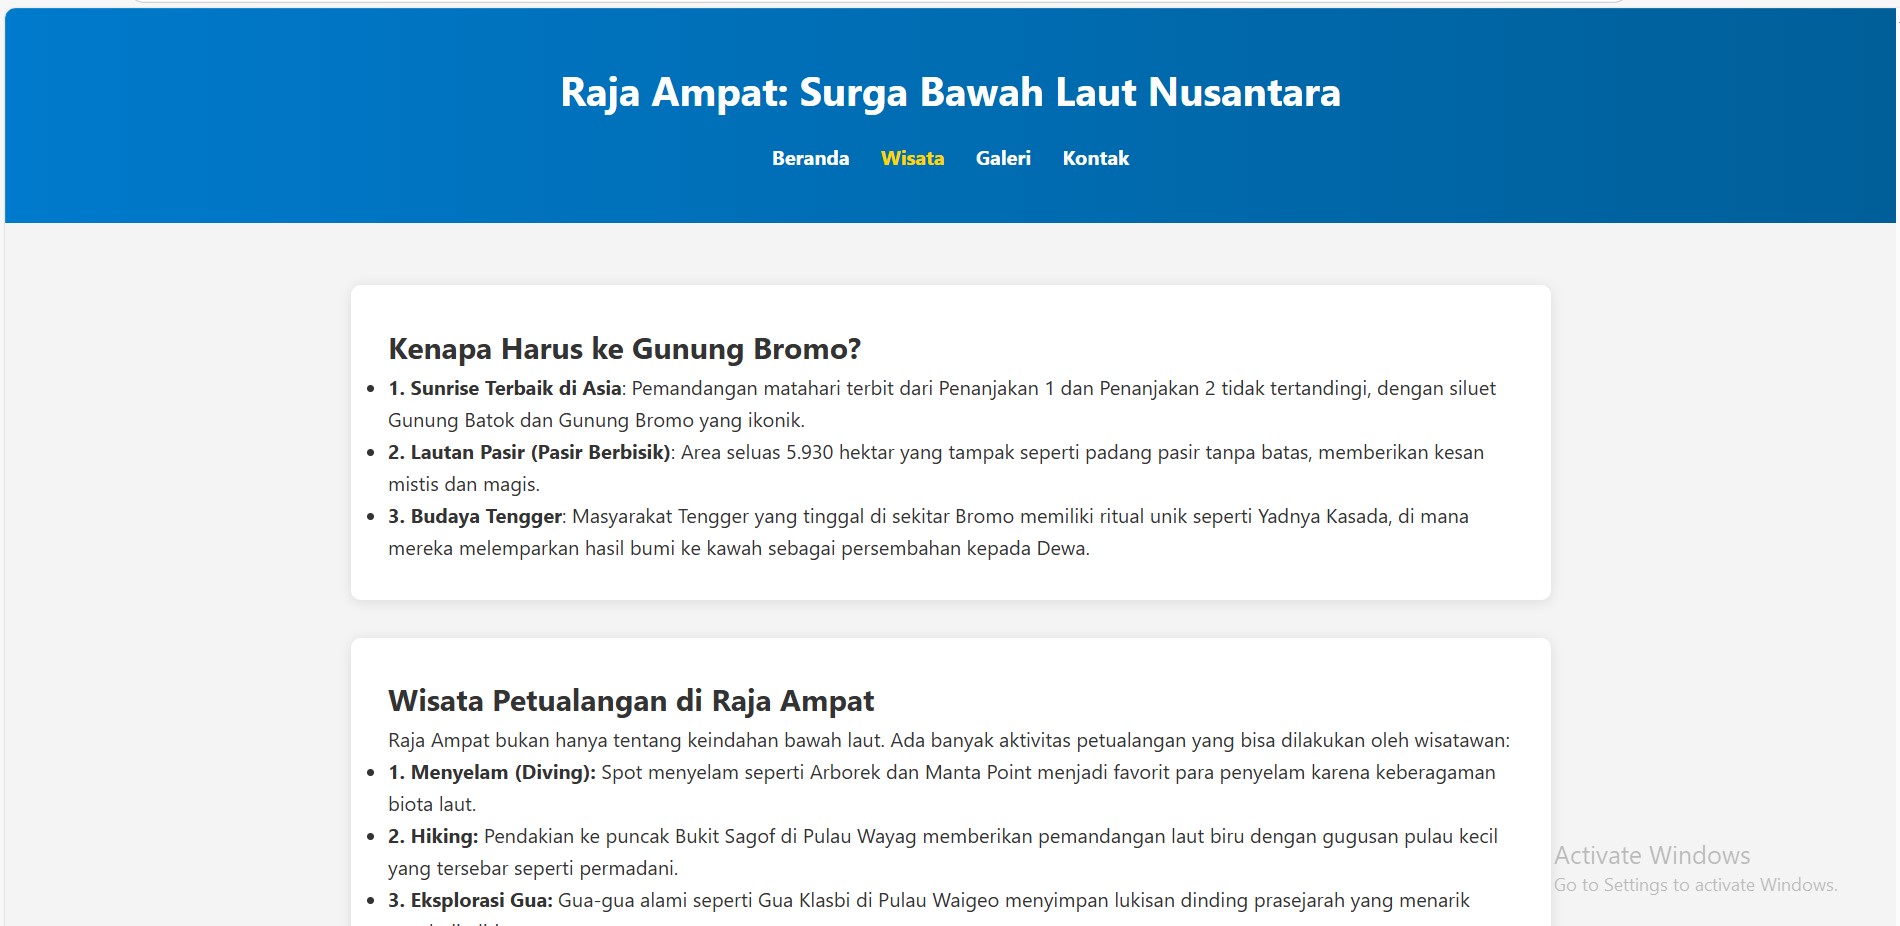 Raja Ampat: Surga Bawah Laut Nusantara
Beranda Wisata Galeri Kontak
Kenapa Harus ke Gunung Bromo?
• 1. Sunrise Terbaik di Asia: Pemandangan matahari terbit dari Penanjakan 1 dan Penanjakan 2 tidak tertandingi, dengan siluet
Gunung Batok dan Gunung Bromo yang ikonik.
• 2. Lautan Pasir (Pasir Berbisik): Area seluas 5.930 hektar yang tampak seperti padang pasir tanpa batas, memberikan kesan
mistis dan magis.
• 3. Budaya Tengger: Masyarakat Tengger yang tinggal di sekitar Bromo memiliki ritual unik seperti Yadnya Kasada, di mana
mereka melemparkan hasil bumi ke kawah sebagai persembahan kepada Dewa.
Wisata Petualangan di Raja Ampat
Raja Ampat bukan hanya tentang keindahan bawah laut. Ada banyak aktivitas petualangan yang bisa dilakukan oleh wisatawan:
• 1. Menyelam (Diving): Spot menyelam seperti Arborek dan Manta Point menjadi favorit para penyelam karena keberagaman
biota laut.
• 2. Hiking: Pendakian ke puncak Bukit Sagof di Pulau Wayag memberikan pemandangan laut biru dengan gugusan pulau kecil
yang tersebar seperti permadani.
• 3. Eksplorasi Gua: Gua-gua alami seperti Gua Klasbi di Pulau Waigeo menyimpan lukisan dinding prasejarah yang menarik
Activate Windows
Go to Settings to activate Windows.